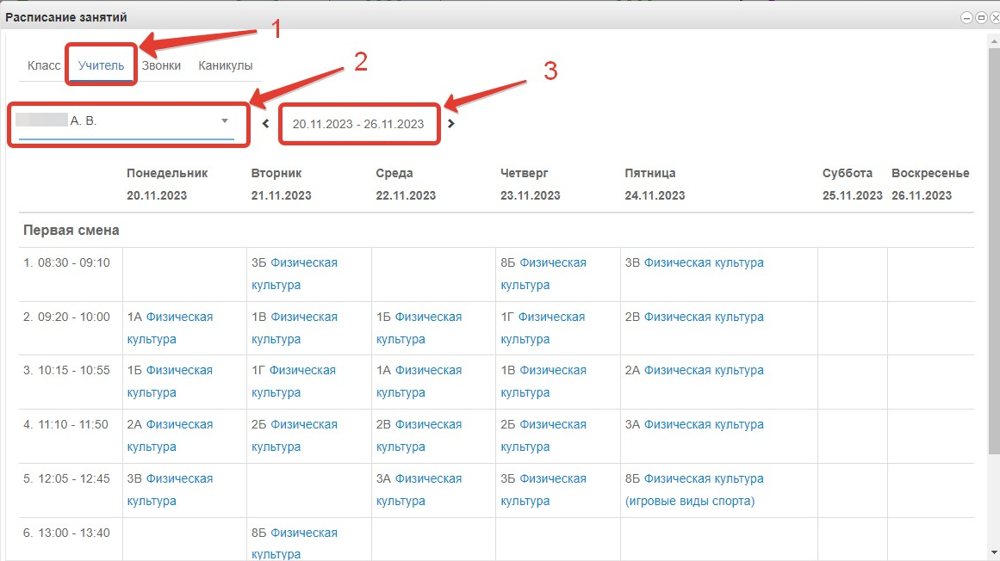 Расписание занятий
1
Класс Учитель Звонки Каникулы
2
3
А. В.
20.11.2023 - 26.11.2023
Понедельник Вторник Среда Четверг Пятница Суббота Воскресенье
20.11.2023 21.11.2023 22.11.2023 23.11.2023 24.11.2023 25.11.2023 26.11.2023
Первая смена
1. 08:30 - 09:10 3Б Физическая 8Б Физическая 3В Физическая культура
культура культура
2. 09:20 - 10:00 1А Физическая 1В Физическая 1Б Физическая 1Г Физическая 2В Физическая культура
культура культура культура культура
3. 10:15 - 10:55 1Б Физическая 1Г Физическая 1А Физическая 1В Физическая 2А Физическая культура
культура культура культура культура
4. 11:10 - 11:50 2А Физическая 2Б Физическая 2В Физическая 2Б Физическая 3А Физическая культура
культура культура культура культура
5. 12:05 - 12:45 3В Физическая 3А Физическая 3Б Физическая 8Б Физическая культура
культура культура культура (игровые виды спорта)
6. 13:00 - 13:40 8Б Физическая
культура